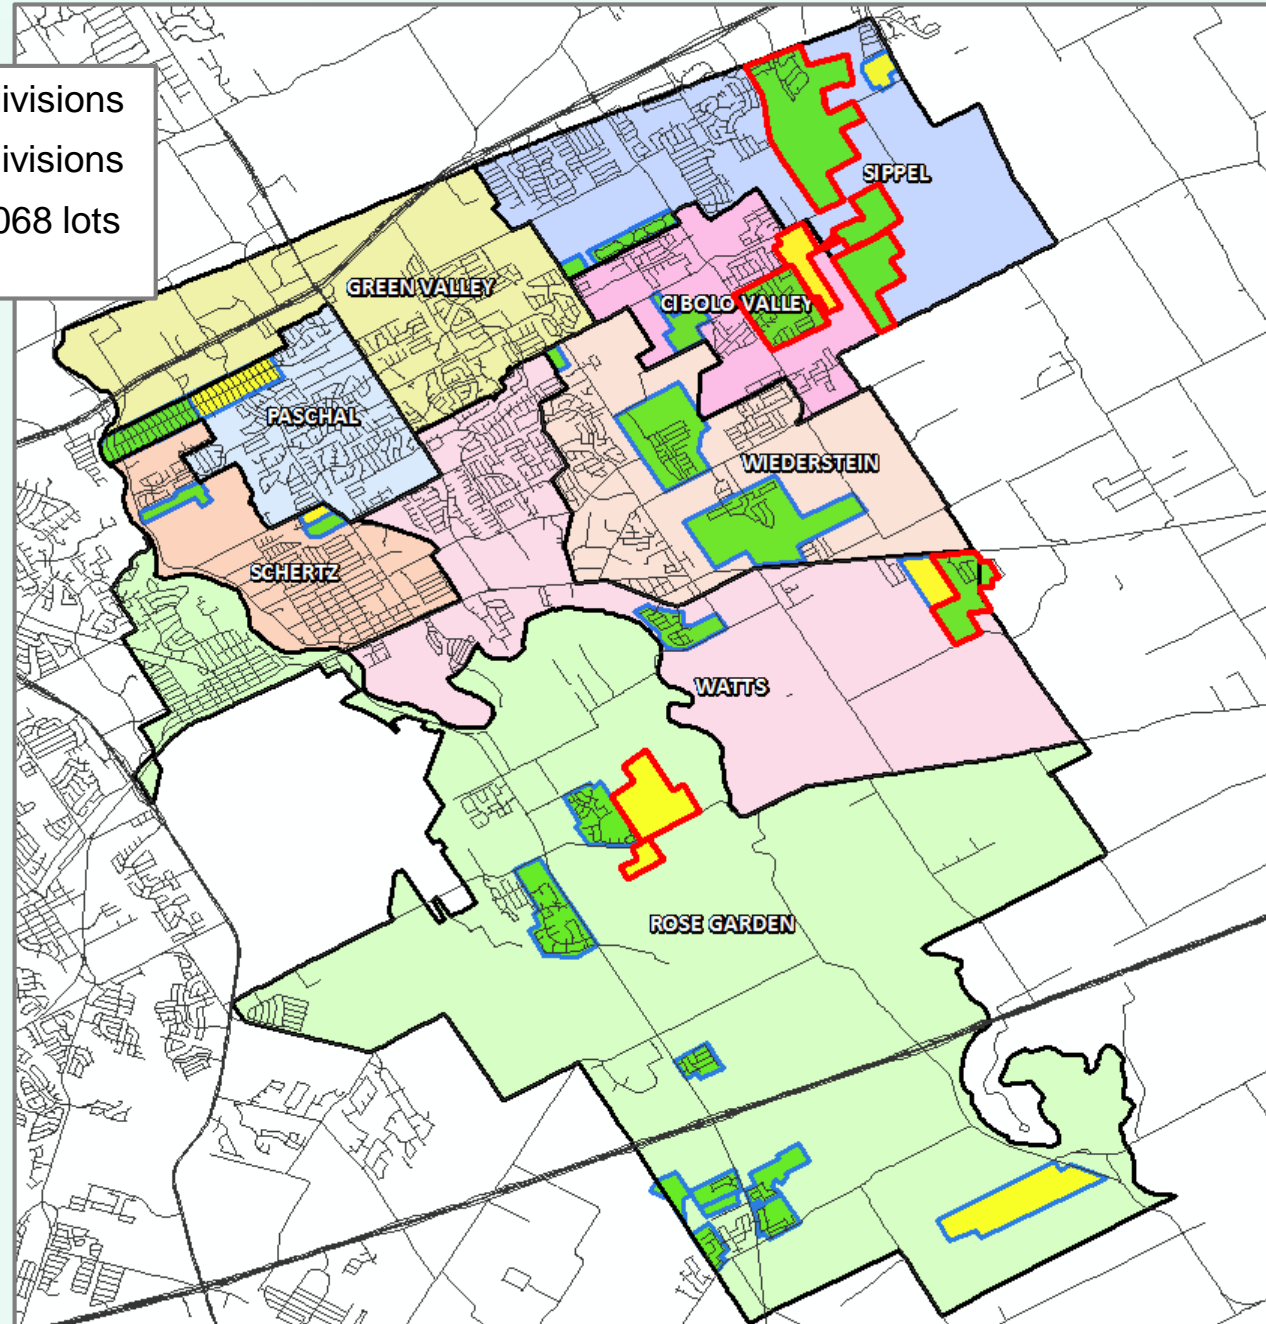 ivisions
ivisions
068 lots
SIPPEL
GREEN VALLEY
CIBOLO VALLEY
PASCHAL
WIEDERSTEIN
SCHERTZ
WATTS
ROSE GARDEN